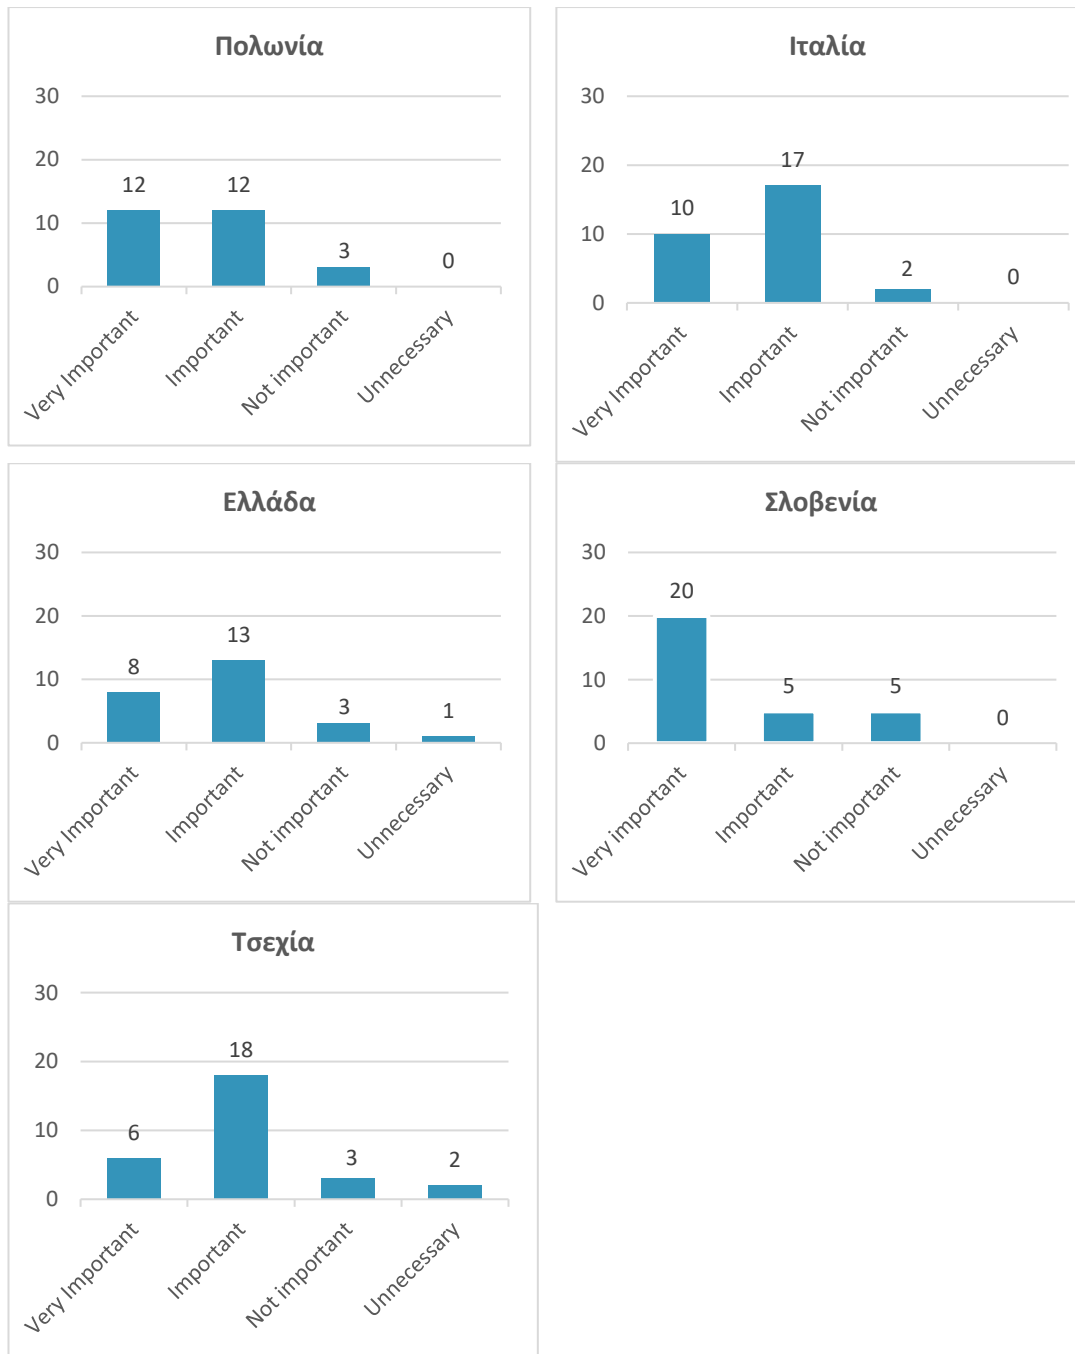 Πολωνία
30
20
10
0
12
12
3
0
Very Important
Important
Not important
Unnecessary
Ιταλία
30
20
10
0
10
17
2
0
Very Important
Important
Not important
Unnecessary
Ελλάδα
30
20
10
0
8
13
3
1
Very Important
Important
Not important
Unnecessary
Σλοβενία
30
20
10
0
20
5
5
0
Very important
Important
Not important
Unnecessary
Τσεχία
30
20
10
0
6
18
3
2
Very Important
Important
Not important
Unnecessary